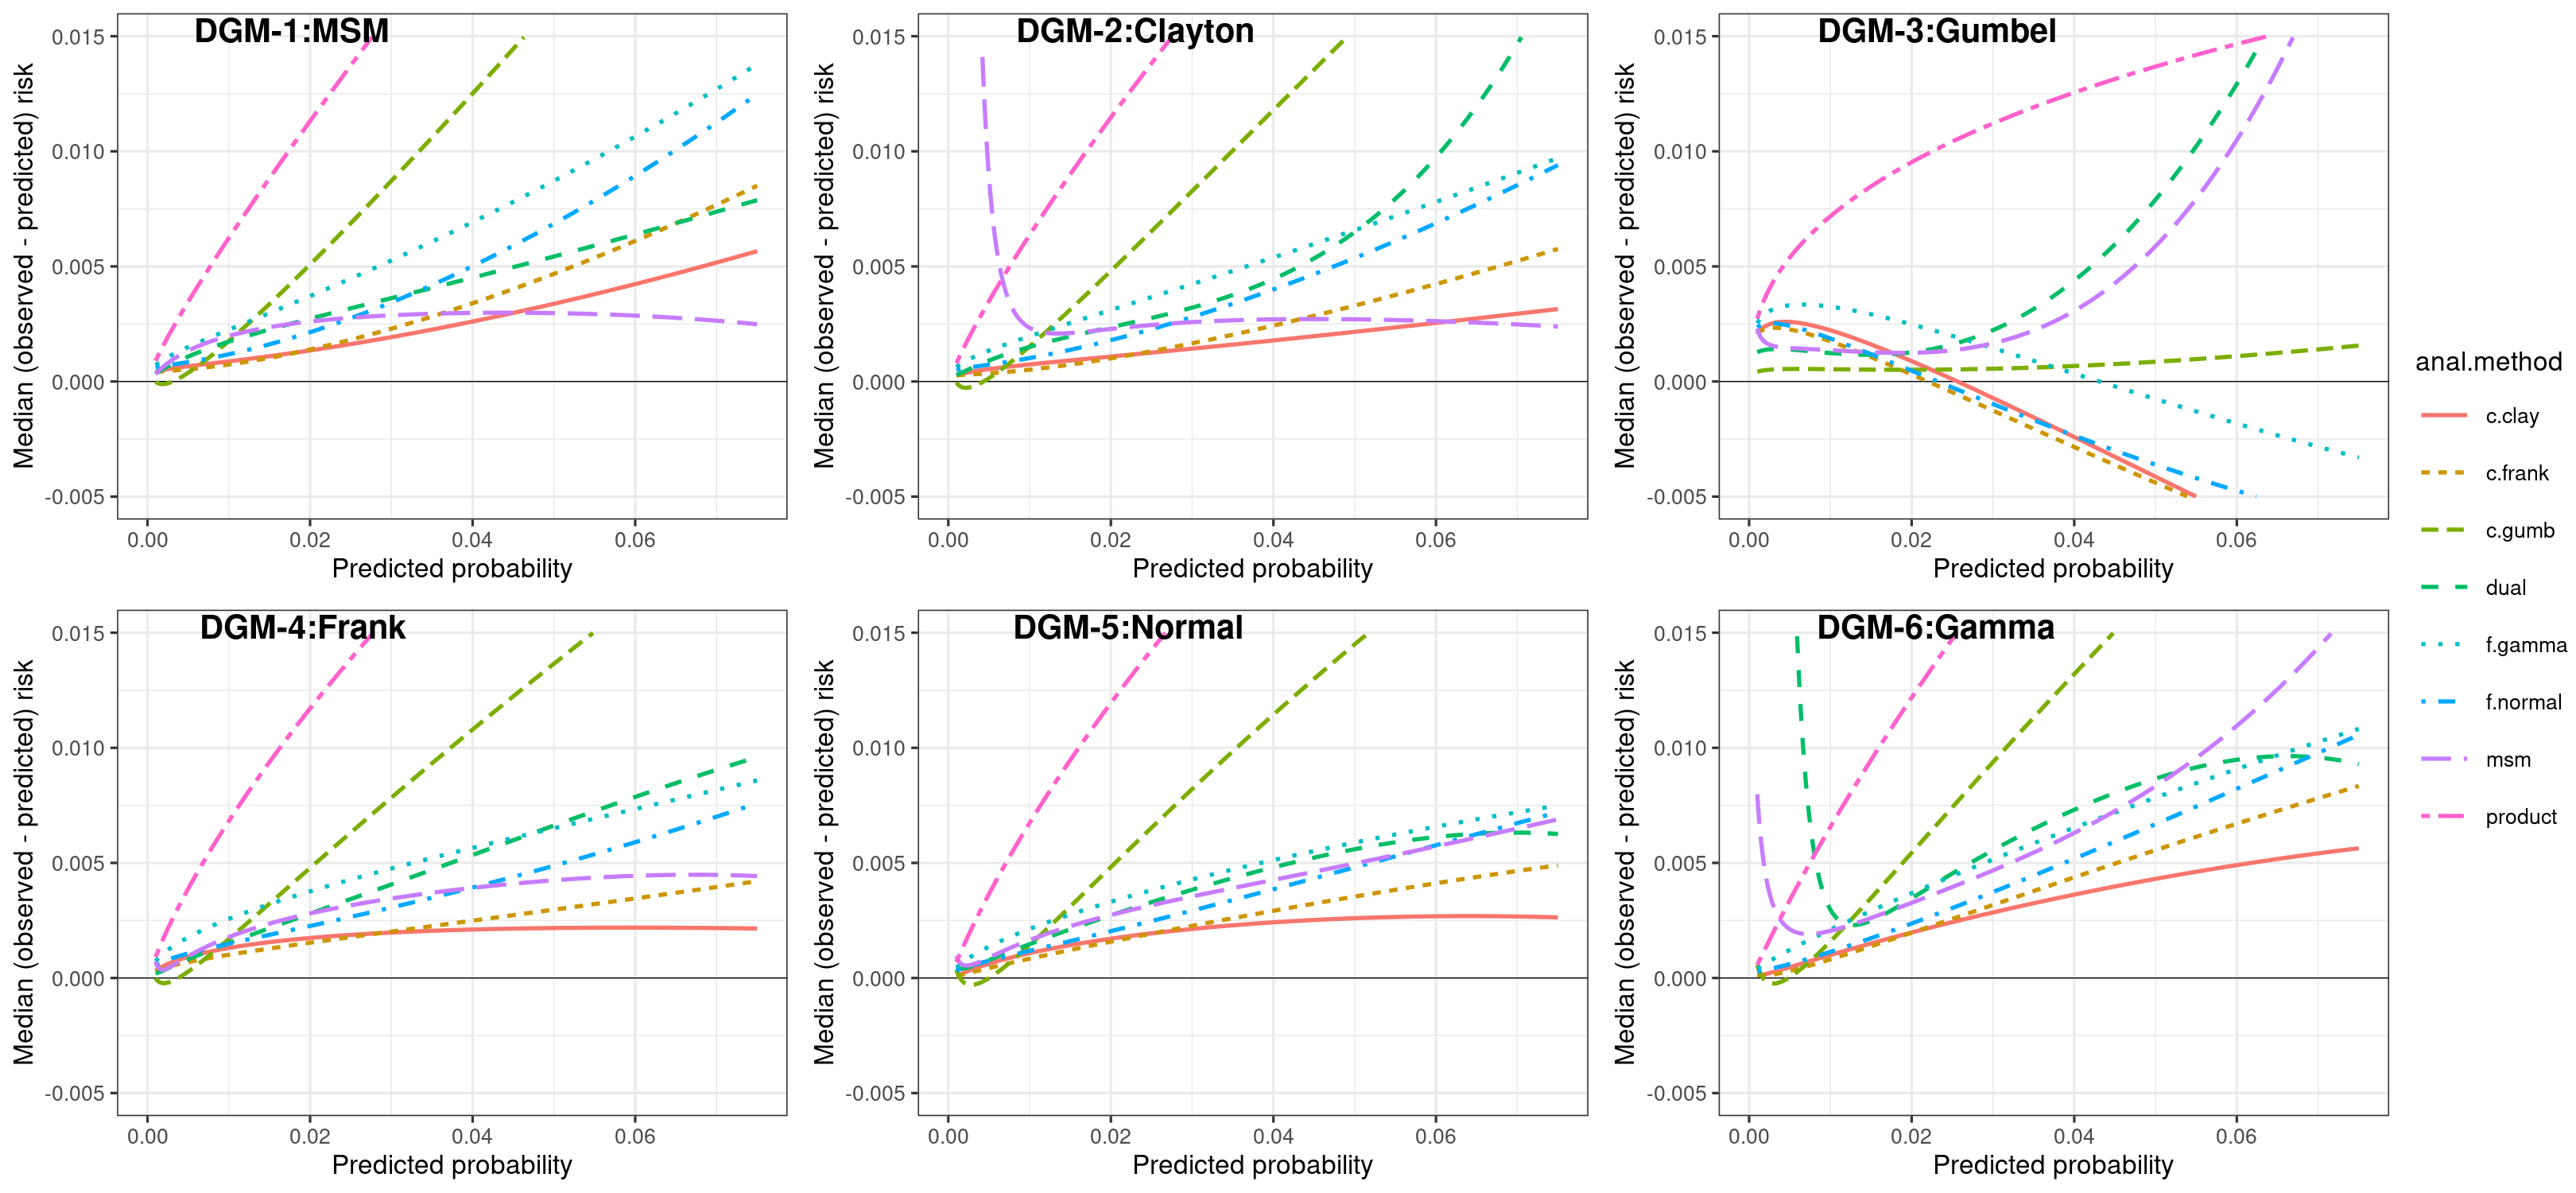 DGM-1:MSM
Median (observed - predicted) risk
0.015
0.010
0.005
0.000
-0.005
0.00 0.02 0.04 0.06
Predicted probability
DGM-2:Clayton
Median (observed - predicted) risk
0.015
0.010
0.005
0.000
-0.005
0.00 0.02 0.04 0.06
Predicted probability
DGM-3:Gumbel
Median (observed - predicted) risk
0.015
0.010
0.005
0.000
-0.005
0.00 0.02 0.04 0.06
Predicted probability
DGM-4:Frank
Median (observed - predicted) risk
0.015
0.010
0.005
0.000
-0.005
0.00 0.02 0.04 0.06
Predicted probability
DGM-5:Normal
Median (observed - predicted) risk
0.015
0.010
0.005
0.000
-0.005
0.00 0.02 0.04 0.06
Predicted probability
DGM-6:Gamma
Median (observed - predicted) risk
0.015
0.010
0.005
0.000
-0.005
0.00 0.02 0.04 0.06
Predicted probability
anal.method
c.clay
c.frank
c.gumb
dual
f.gamma
f.normal
msm
product